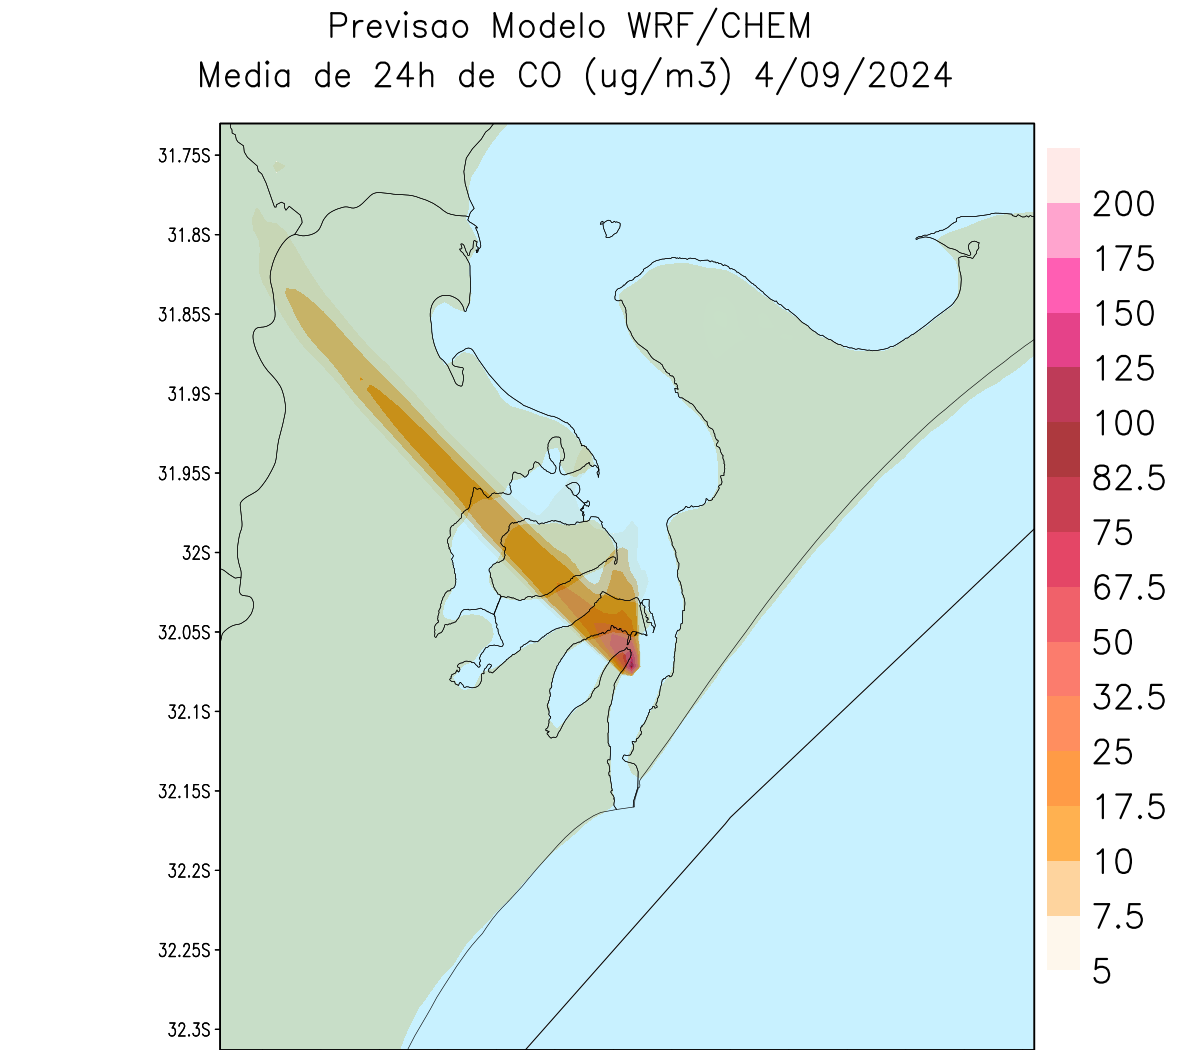 Previsao Modelo WRF/CHEM
Media de 24h de CO (ug/m3) 4/09/2024
31.75S
31.8S
31.85S
31.9S
31.95S
32S
32.05S
32.1S
32.15S
32.2S
32.25S
32.3S
200
175
150
125
100
82.5
75
67.5
50
32.5
25
17.5
10
7.5
5